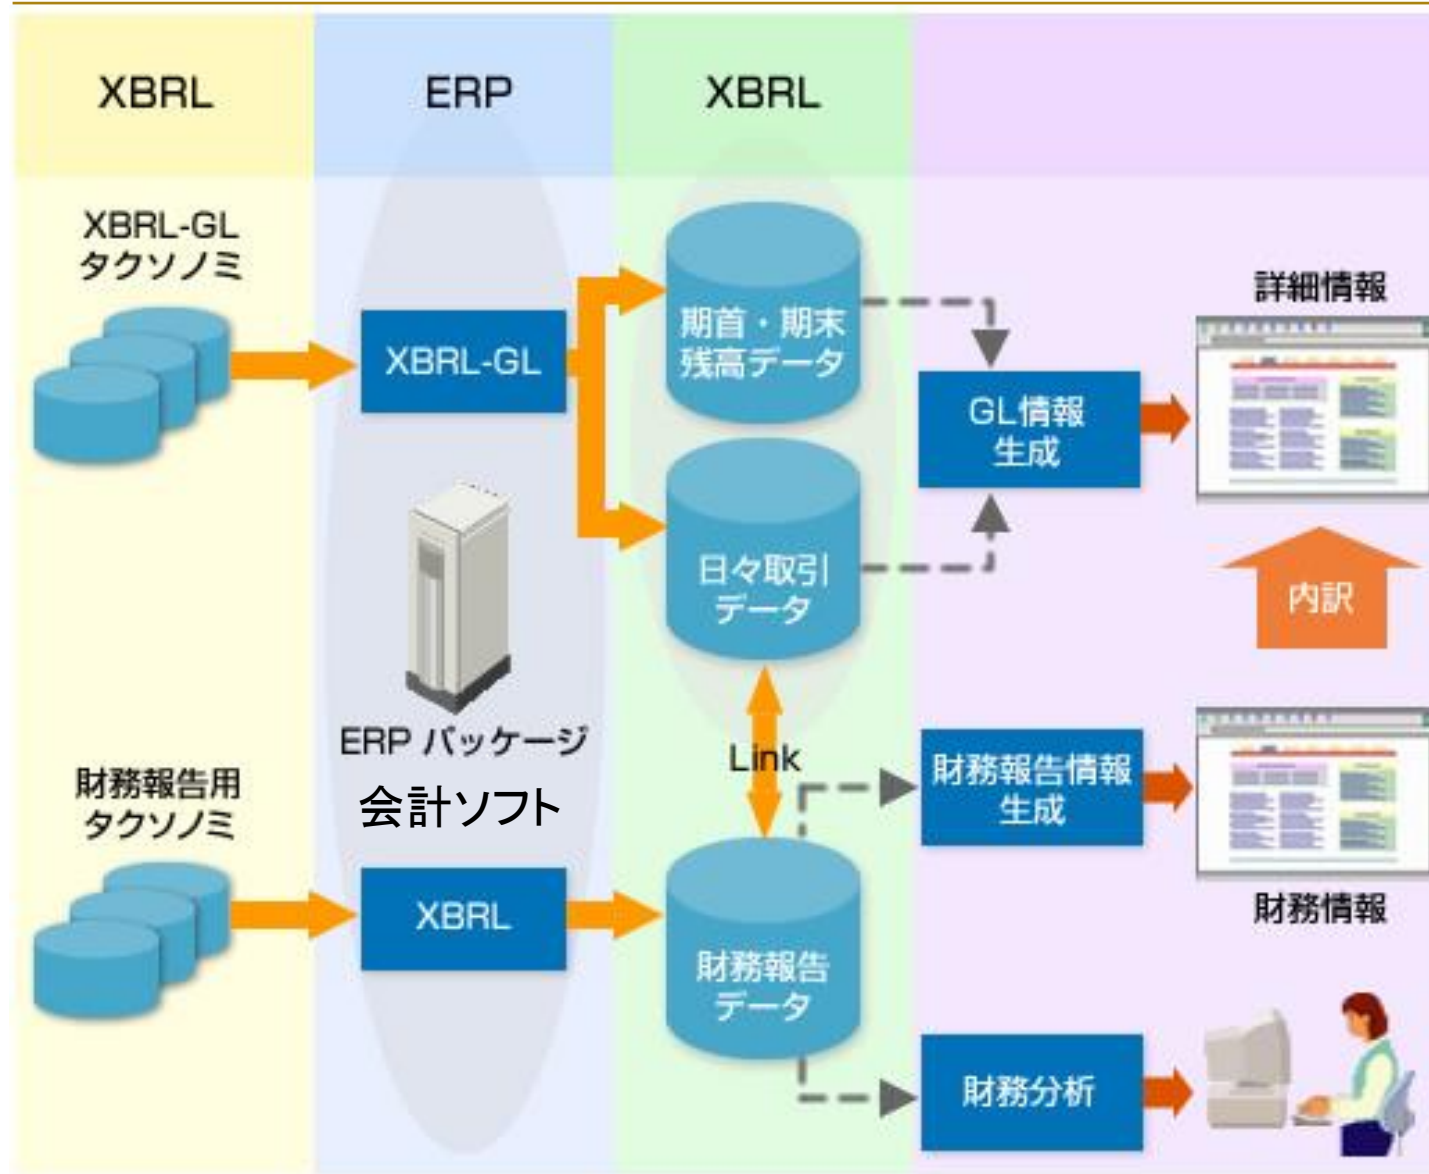 XBRL
ERP
XBRL
XBRL-GL
タクソノミ
XBRL-GL
期首・期末
残高データ
GL情報
生成
詳細情報
日々取引
データ
内訳
ERP パッケージ
会計ソフト
Link
財務報告用
タクソノミ
XBRL
財務報告
データ
財務報告情報
生成
財務情報
財務分析